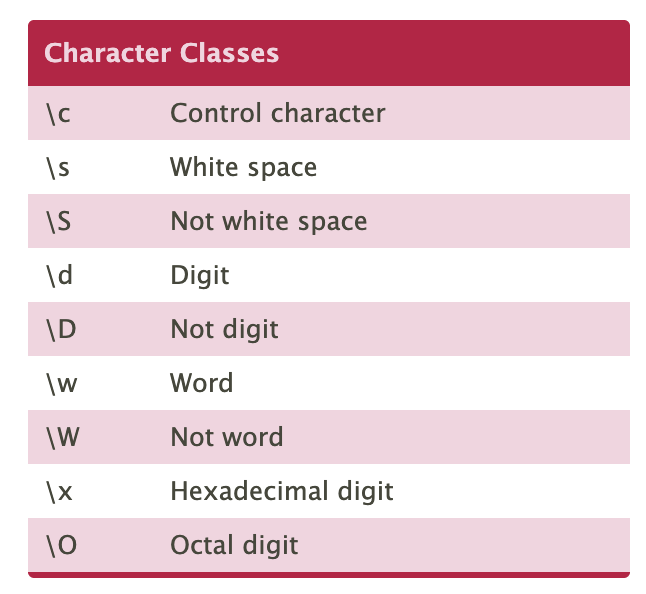 Character Classes
\c Control character
\s White space
\S Not white space
\d Digit
\D Not digit
\w Word
\W Not word
\x Hexadecimal digit
\O Octal digit